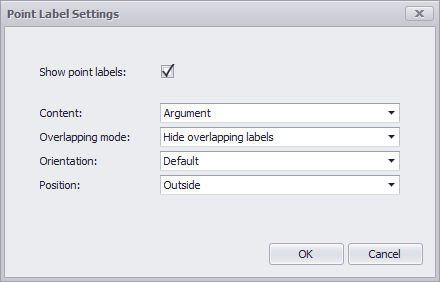 Point Label Settings
Show point labels:
Content: Argument
Overlapping mode: Hide overlapping labels
Orientation: Default
Position: Outside
OK Cancel